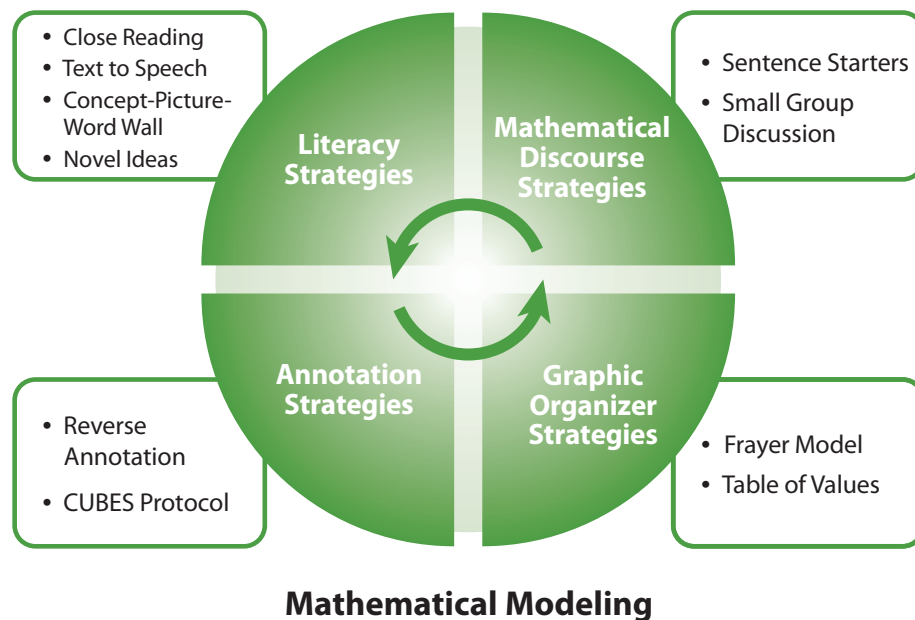 • Close Reading
• Text to Speech
• Concept-Picture-
Word Wall
• Novel Ideas
Literacy
Strategies
Mathematical
Discourse
Strategies
• Sentence Starters
• Small Group
Discussion
Annotation
Strategies
Graphic
Organizer
Strategies
• Reverse
Annotation
• CUBES Protocol
• Frayer Model
• Table of Values
Mathematical Modeling